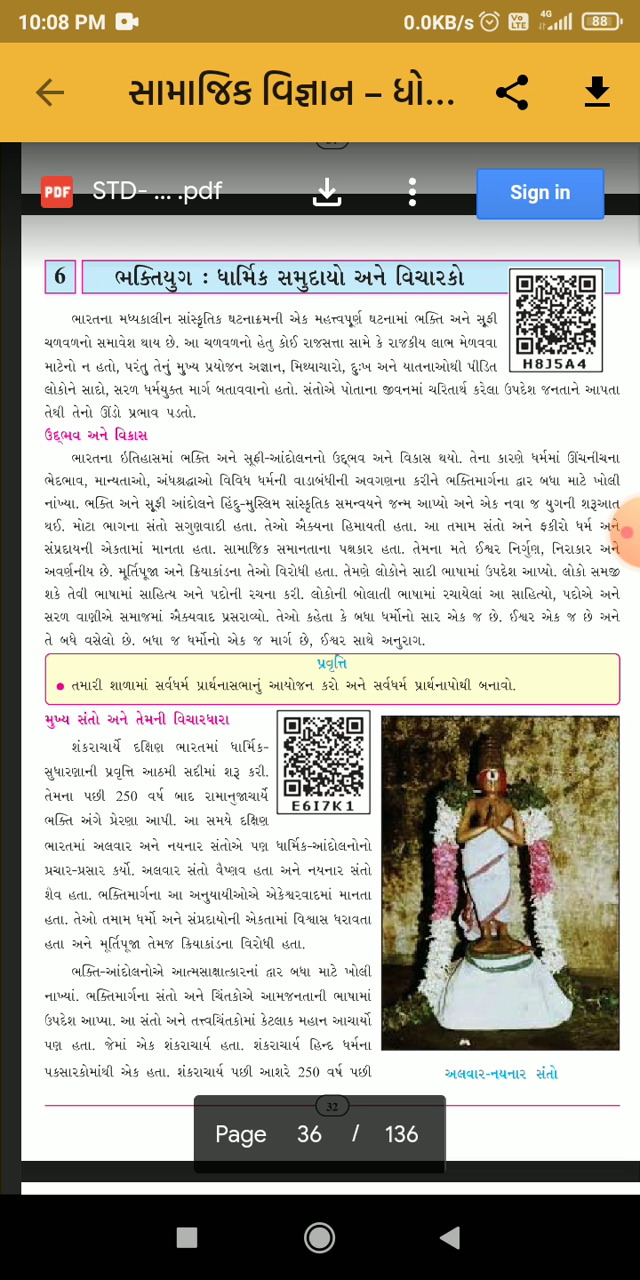 10:08 PM
0.0KB/s Vo LTE 4G 88
સામાજિક વિજ્ઞાન – ધો...
PDF STD- ... .pdf Sign in
6 ભક્તિયુગ : ધાર્મિક સમુદાયો અને વિચારકો
H8J5A4
ભારતના મધ્યકાલીન સાંસ્કૃતિક ઘટનાક્રમની એક મહત્ત્વપૂર્ણ ઘટનામાં ભક્તિ અને સૂફી
ચળવળનો સમાવેશ થાય છે. આ ચળવળનો હેતુ કોઈ રાજસત્તા સામે કે રાજકીય લાભ મેળવવા
માટેનો ન હતો, પરંતુ તેનું મુખ્ય પ્રયોજન અજ્ઞાન, મિથ્યાચારો, દુઃખ અને યાતનાઓથી પીડિત
લોકોને સાદો, સરળ ધર્મયુક્ત માર્ગ બતાવવાનો હતો. સંતોએ પોતાના જીવનમાં ચરિતાર્થ કરેલા ઉપદેશ જનતાને આપતા
તેથી તેનો ઊંડો પ્રભાવ પડતો.
ઉદ્ભવ અને વિકાસ
ભારતના ઇતિહાસમાં ભક્તિ અને સૂફી-આંદોલનનો ઉદ્ભવ અને વિકાસ થયો. તેના કારણે ધર્મમાં ઊંચનીચના
ભેદભાવ, માન્યતાઓ, અંધશ્રદ્ધાઓ વિવિધ ધર્મની વાડાબંધીની અવગણના કરીને ભક્તિમાર્ગના દ્વાર બધા માટે ખોલી
નાંખ્યા. ભક્તિ અને સૂફી આંદોલને હિંદુ-મુસ્લિમ સાંસ્કૃતિક સમન્વયને જન્મ આપ્યો અને એક નવા જ યુગની શરૂઆત
થઈ. મોટા ભાગના સંતો સગુણવાદી હતા. તેઓ ઐક્યના હિમાયતી હતા. આ તમામ સંતો અને ફકીરો ધર્મ અને
સંપ્રદાયની એકતામાં માનતા હતા. સામાજિક સમાનતાના પક્ષકાર હતા. તેમના મતે ઈશ્વર નિર્ગુણ, નિરાકાર અને
અવર્ણનીય છે. મૂર્તિપૂજા અને ક્રિયાકાંડના તેઓ વિરોધી હતા. તેમણે લોકોને સાદી ભાષામાં ઉપદેશ આપ્યો. લોકો સમજી
શકે તેવી ભાષામાં સાહિત્ય અને પદોની રચના કરી. લોકોની બોલાતી ભાષામાં રચાયેલાં આ સાહિત્યો, પદોએ અને
સરળ વાણીએ સમાજમાં ઐક્યવાદ પ્રસરાવ્યો. તેઓ કહેતા કે બધા ધર્મોનો સાર એક જ છે. ઈશ્વર એક જ છે અને
તે બધે વસેલો છે. બધા જ ધર્મોનો એક જ માર્ગ છે, ઈશ્વર સાથે અનુરાગ.
પ્રવૃત્તિ
● તમારી શાળામાં સર્વધર્મ પ્રાર્થનાસભાનું આયોજન કરો અને સર્વધર્મ પ્રાર્થનાપોથી બનાવો.
મુખ્ય સંતો અને તેમની વિચારધારા
E6I7K1
શંકરાચાર્યે દક્ષિણ ભારતમાં ધાર્મિક-
સુધારણાની પ્રવૃત્તિ આઠમી સદીમાં શરૂ કરી.
તેમના પછી 250 વર્ષ બાદ રામાનુજાચાર્યે
ભક્તિ અંગે પ્રેરણા આપી. આ સમયે દક્ષિણ
ભારતમાં અલવાર અને નયનાર સંતોએ પણ ધાર્મિક-આંદોલનોનો
પ્રચાર-પ્રસાર કર્યો. અલવાર સંતો વૈષ્ણવ હતા અને નયનાર સંતો
શૈવ હતા. ભક્તિમાર્ગના આ અનુયાયીઓએ એકેશ્વરવાદમાં માનતા
હતા. તેઓ તમામ ધર્મો અને સંપ્રદાયોની એકતામાં વિશ્વાસ ધરાવતા
હતા અને મૂર્તિપૂજા તેમજ ક્રિયાકાંડના વિરોધી હતા.
ભક્તિ-આંદોલનોએ આત્મસાક્ષાત્કારનાં દ્વાર બધા માટે ખોલી
નાખ્યાં. ભક્તિમાર્ગના સંતો અને ચિંતકોએ આમજનતાની ભાષામાં
ઉપદેશ આપ્યા. આ સંતો અને તત્ત્વચિંતકોમાં કેટલાક મહાન આચાર્યો
પણ હતા. જેમાં એક શંકરાચાર્ય હતા. શંકરાચાર્ય હિન્દ ધર્મના
પક્સારકોમાંથી એક હતા. શંકરાચાર્ય પછી આશરે 250 વર્ષ પછી
અલવાર-નયનાર સંતો
32
Page 36 / 136